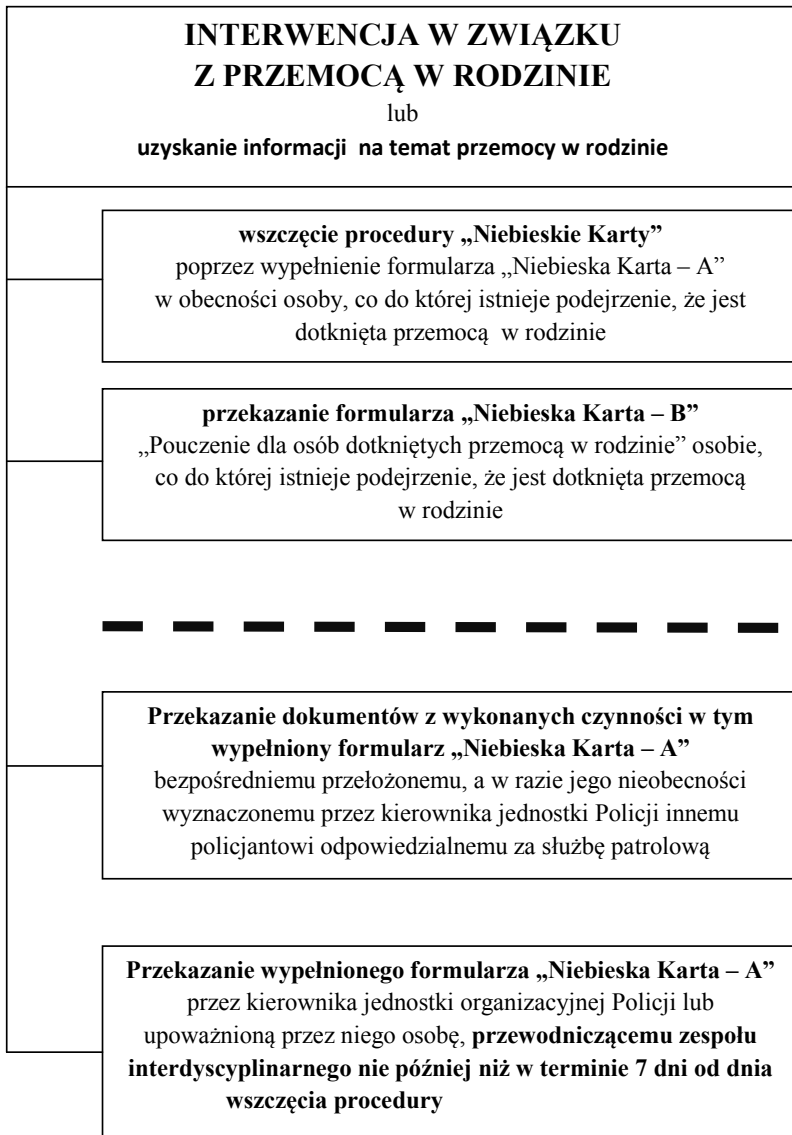 INTERWENCJA W ZWIĄZKU
Z PRZEMOCĄ W RODZINIE
lub
uzyskanie informacji na temat przemocy w rodzinie
wszczęcie procedury „Niebieskie Karty”
poprzez wypełnienie formularza „Niebieska Karta – A”
w obecności osoby, co do której istnieje podejrzenie, że jest
dotknięta przemocą w rodzinie
przekazanie formularza „Niebieska Karta – B”
„Pouczenie dla osób dotkniętych przemocą w rodzinie” osobie,
co do której istnieje podejrzenie, że jest dotknięta przemocą
w rodzinie
Przekazanie dokumentów z wykonanych czynności w tym
wypełniony formularz „Niebieska Karta – A”
bezpośredniemu przełożonemu, a w razie jego nieobecności
wyznaczonemu przez kierownika jednostki Policji innemu
policjantowi odpowiedzialnemu za służbę patrolową
Przekazanie wypełnionego formularza „Niebieska Karta – A”
przez kierownika jednostki organizacyjnej Policji lub
upoważnioną przez niego osobę, przewodniczącemu zespołu
interdyscyplinarnego nie później niż w terminie 7 dni od dnia
wszczęcia procedury